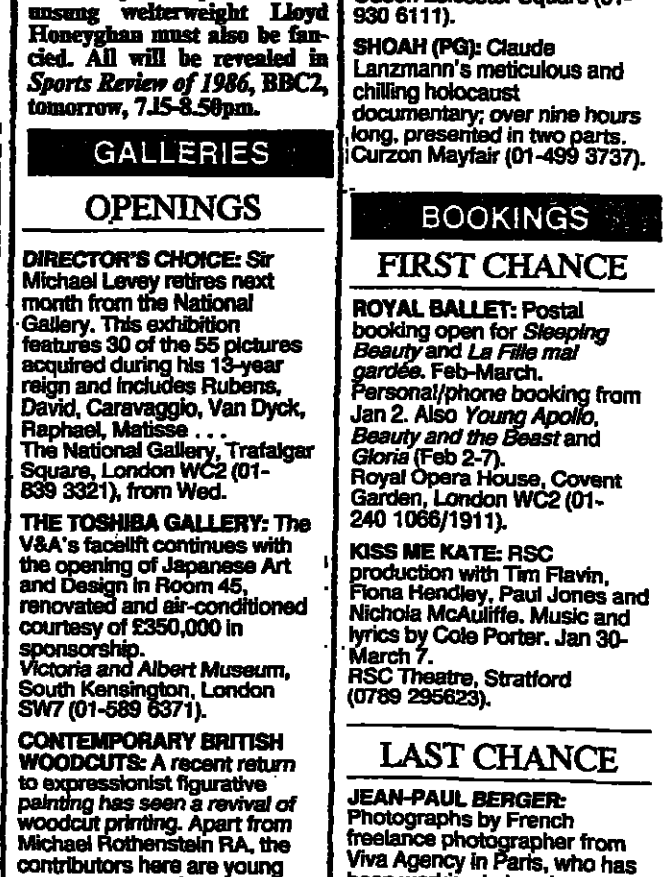 unsung welterweight Lloyd
Honeyghan must also be fan-
cied. All will be revealed in
Sports Review of 1986, BBC2,
tomorrow, 7.15-8.50pm.
GALLERIES
OPENINGS
DIRECTOR'S CHOICE: Sir
Michael Levey retires next
month from the National
Gallery. This exhibition
features 30 of the 55 pictures
acquired during his 13-year
reign and includes Rubens,
David, Caravaggio, Van Dyck,
Raphael, Matisse . . .
The National Gallery, Trafalgar
Square, London WC2 (01-
839 3321), from Wed.
THE TOSHIBA GALLERY: The
V&A's facelift continues with
the opening of Japanese Art
and Design in Room 45,
renovated and air-conditioned
courtesy of £350,000 in
sponsorship.
Victoria and Albert Museum,
South Kensington, London
SW7 (01-589 6371).
CONTEMPORARY BRITISH
WOODCUTS: A recent return
to expressionist figurative
painting has seen a revival of
woodcut printing. Apart from
Michael Rothenstein RA, the
contributors here are young
930 6111).
SHOAH (PG): Claude
Lanzmann's meticulous and
chilling holocaust
documentary; over nine hours
long, presented in two parts.
Curzon Mayfair (01-499 3737).
BOOKINGS
FIRST CHANCE
ROYAL BALLET: Postal
booking open for Sleeping
Beauty and La Fille mal
gardée. Feb-March.
Personal/phone booking from
Jan 2. Also Young Apollo,
Beauty and the Beast and
Gloria (Feb 2-7).
Royal Opera House, Covent
Garden, London WC2 (01-
240 1066/1911).
KISS ME KATE: RSC
production with Tim Flavin,
Fiona Hendley, Paul Jones and
Nichola McAuliffe. Music and
lyrics by Cole Porter. Jan 30-
March 7.
RSC Theatre, Stratford
(0789 295623).
LAST CHANCE
JEAN-PAUL BERGER:
Photographs by French
freelance photographer from
Viva Agency in Paris, who has